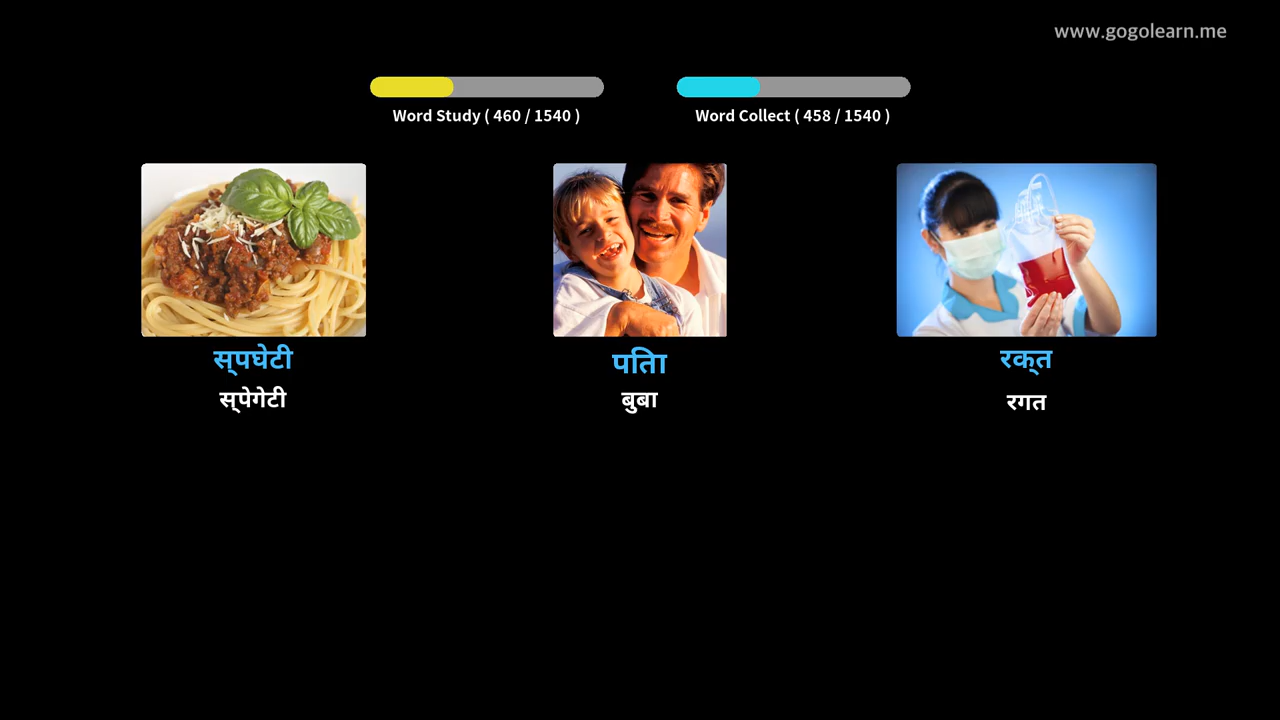 www.gogolearn.me
Word Study ( 460 / 1540 )
Word Collect ( 458 / 1540 )
स्पघेटी
स्पेगेटी
पिता
बुबा
रक्त
रगत